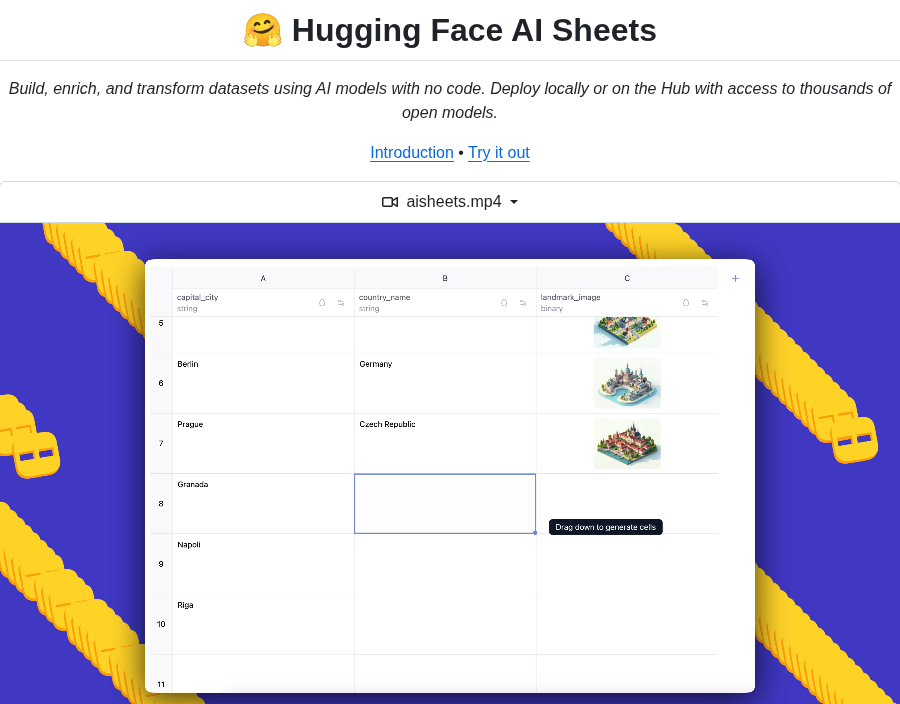 🤗 Hugging Face AI Sheets
Build, enrich, and transform datasets using AI models with no code. Deploy locally or on the Hub with access to thousands of
open models.
Introduction • Try it out
aisheets.mp4
A B C +
capital_city country_name landmark_image
string string binary
5
Berlin Germany
6
Prague Czech Republic
7
Granada
8
Drag down to generate cells
Napoli
9
Riga
10
11